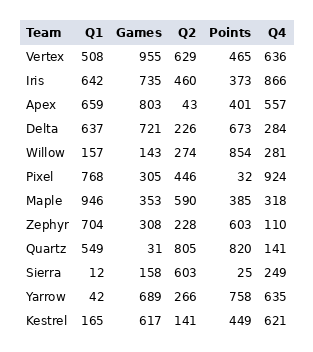 Team Q1 Games Q2 Points Q4
Vertex 508 955 629 465 636
Iris 642 735 460 373 866
Apex 659 803 43 401 557
Delta 637 721 226 673 284
Willow 157 143 274 854 281
Pixel 768 305 446 32 924
Maple 946 353 590 385 318
Zephyr 704 308 228 603 110
Quartz 549 31 805 820 141
Sierra 12 158 603 25 249
Yarrow 42 689 266 758 635
Kestrel 165 617 141 449 621